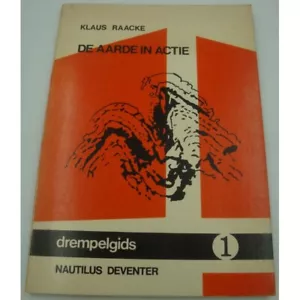 KLAUS RAACKE
DE AARDE IN ACTIE
drempelgids 1
NAUTILUS DEVENTER